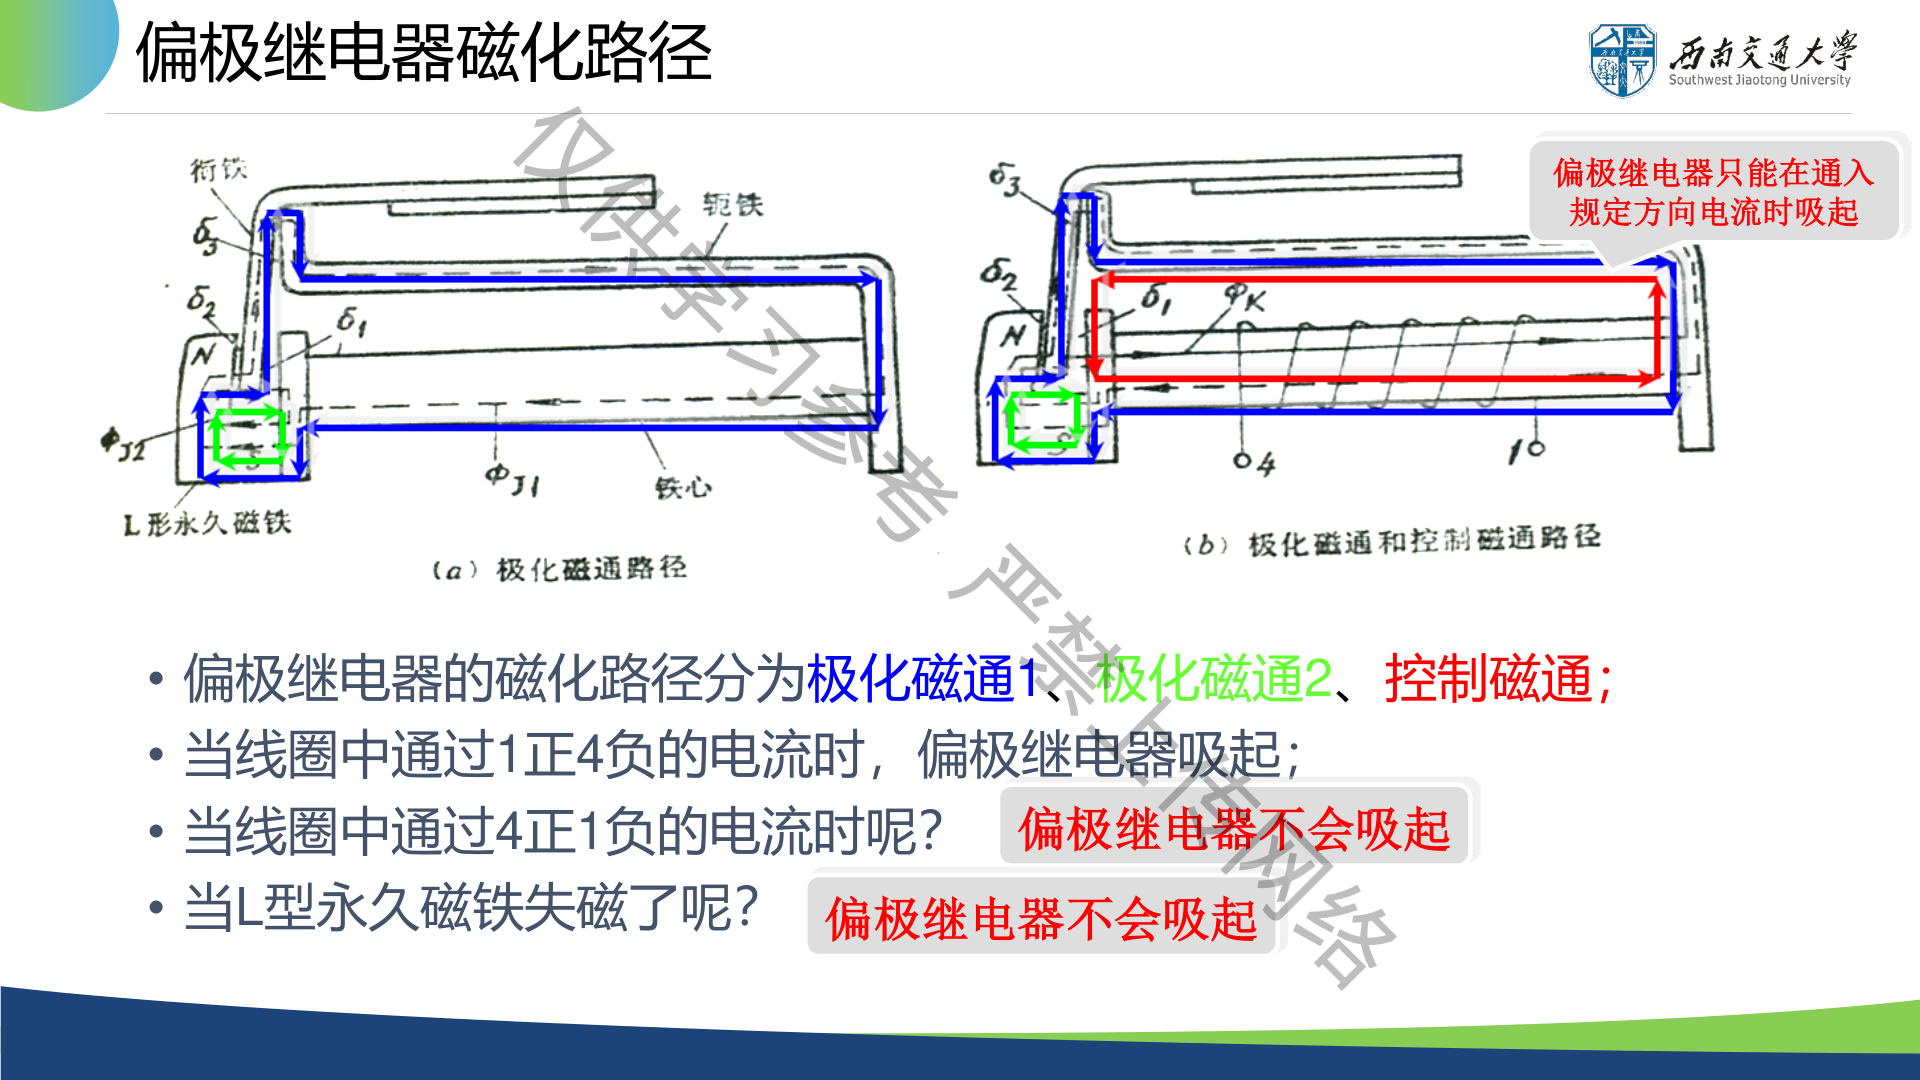 偏极继电器磁化路径
西南交通大学
Southwest Jiaotong University
偏极继电器只能在通入
规定方向电流时吸起
衔铁
轭铁
δ3
δ2
δ1
N
S
ΦJ2
ΦJ1
铁心
L形永久磁铁
(a) 极化磁通路径
δ3
δ2
δ1
ΦK
N
S
4
1
(b) 极化磁通和控制磁通路径
• 偏极继电器的磁化路径分为极化磁通1、极化磁通2、控制磁通；
• 当线圈中通过1正4负的电流时，偏极继电器吸起；
• 当线圈中通过4正1负的电流时呢？
偏极继电器不会吸起
• 当L型永久磁铁失磁了呢？
偏极继电器不会吸起
仅供学习参考 严禁上传网络